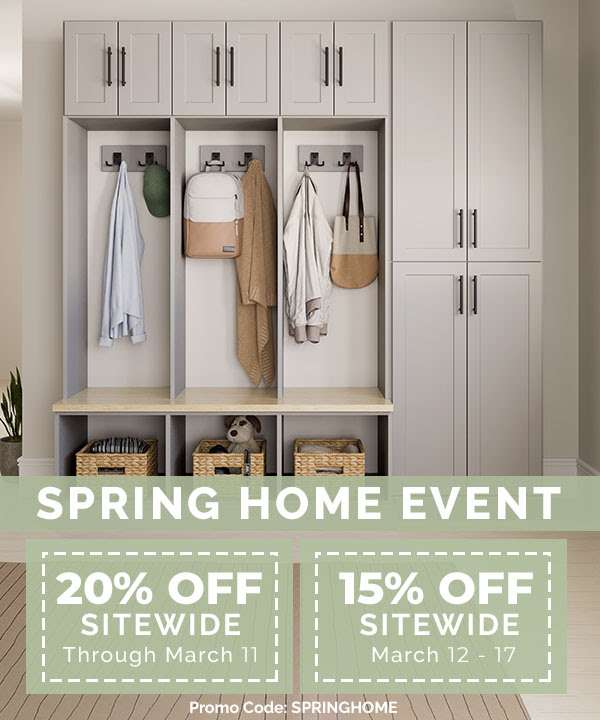 SPRING HOME EVENT
20% OFF
SITEWIDE
Through March 11
15% OFF
SITEWIDE
March 12 - 17
Promo Code: SPRINGHOME